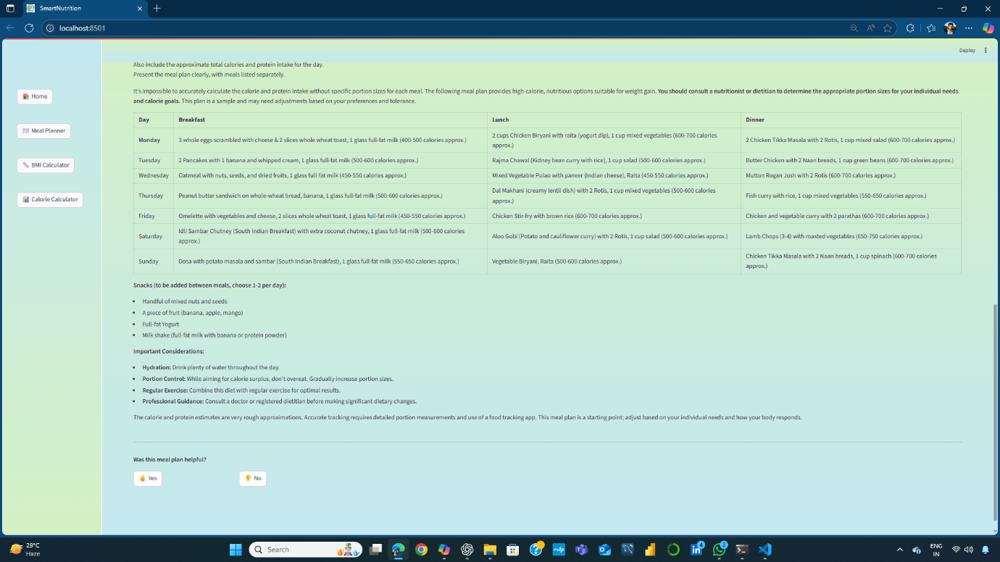 SmartNutrition
localhost:8501
Deploy
Home
Meal Planner
BMI Calculator
Calorie Calculator
Also include the approximate total calories and protein intake for the day.
Present the meal plan clearly, with meals listed separately.
It's impossible to accurately calculate the calorie and protein intake without specific portion sizes for each meal. The following meal plan provides high-calorie, nutritious options suitable for weight gain. You should consult a nutritionist or dietitian to determine the appropriate portion sizes for your individual needs
and calorie goals. This plan is a sample and may need adjustments based on your preferences and tolerance.
Day Breakfast Lunch Dinner
Monday 3 whole eggs scrambled with cheese & 2 slices whole wheat toast, 1 glass full-fat milk (400-500 calories approx.) 2 cups Chicken Biryani with raita (yogurt dip), 1 cup mixed vegetables (600-700 calories
approx.) 2 Chicken Tikka Masala with 2 Rotis, 1 cup mixed salad (600-700 calories approx.)
Tuesday 2 Pancakes with 1 banana and whipped cream, 1 glass full-fat milk (500-600 calories approx.) Rajma Chawal (Kidney bean curry with rice), 1 cup salad (500-600 calories approx.) Butter Chicken with 2 Naan breads, 1 cup green beans (600-700 calories approx.)
Wednesday Oatmeal with nuts, seeds, and dried fruits, 1 glass full-fat milk (450-550 calories approx.) Mixed Vegetable Pulao with paneer (Indian cheese), Raita (450-550 calories approx.) Mutton Rogan Josh with 2 Rotis (600-700 calories approx.)
Thursday Peanut butter sandwich on whole-wheat bread, banana, 1 glass full-fat milk (500-600 calories approx.) Dal Makhani (creamy lentil dish) with 2 Rotis, 1 cup mixed vegetables (500-600 calories
approx.) Fish curry with rice, 1 cup mixed vegetables (550-650 calories approx.)
Friday Omelette with vegetables and cheese, 2 slices whole wheat toast, 1 glass full-fat milk (450-550 calories approx.) Chicken Stir-fry with brown rice (600-700 calories approx.) Chicken and vegetable curry with 2 parathas (600-700 calories approx.)
Saturday Idli Sambar Chutney (South Indian Breakfast) with extra coconut chutney, 1 glass full-fat milk (500-600 calories
approx.) Aloo Gobi (Potato and cauliflower curry) with 2 Rotis, 1 cup salad (500-600 calories approx.) Lamb Chops (3-4) with roasted vegetables (650-750 calories approx.)
Sunday Dosa with potato masala and sambar (South Indian Breakfast), 1 glass full-fat milk (550-650 calories approx.) Vegetable Biryani, Raita (500-600 calories approx.) Chicken Tikka Masala with 2 Naan breads, 1 cup spinach (600-700 calories
approx.)
Snacks (to be added between meals, choose 1-2 per day):
• Handful of mixed nuts and seeds
• A piece of fruit (banana, apple, mango)
• Full-fat Yogurt
• Milk shake (full-fat milk with banana or protein powder)
Important Considerations:
• Hydration: Drink plenty of water throughout the day.
• Portion Control: While aiming for calorie surplus, don't overeat. Gradually increase portion sizes.
• Regular Exercise: Combine this diet with regular exercise for optimal results.
• Professional Guidance: Consult a doctor or registered dietitian before making significant dietary changes.
The calorie and protein estimates are very rough approximations. Accurate tracking requires detailed portion measurements and use of a food tracking app. This meal plan is a starting point; adjust based on your individual needs and how your body responds.
Was this meal plan helpful?
Yes No
29°C
Haze
Search
4
2
ENG
IN